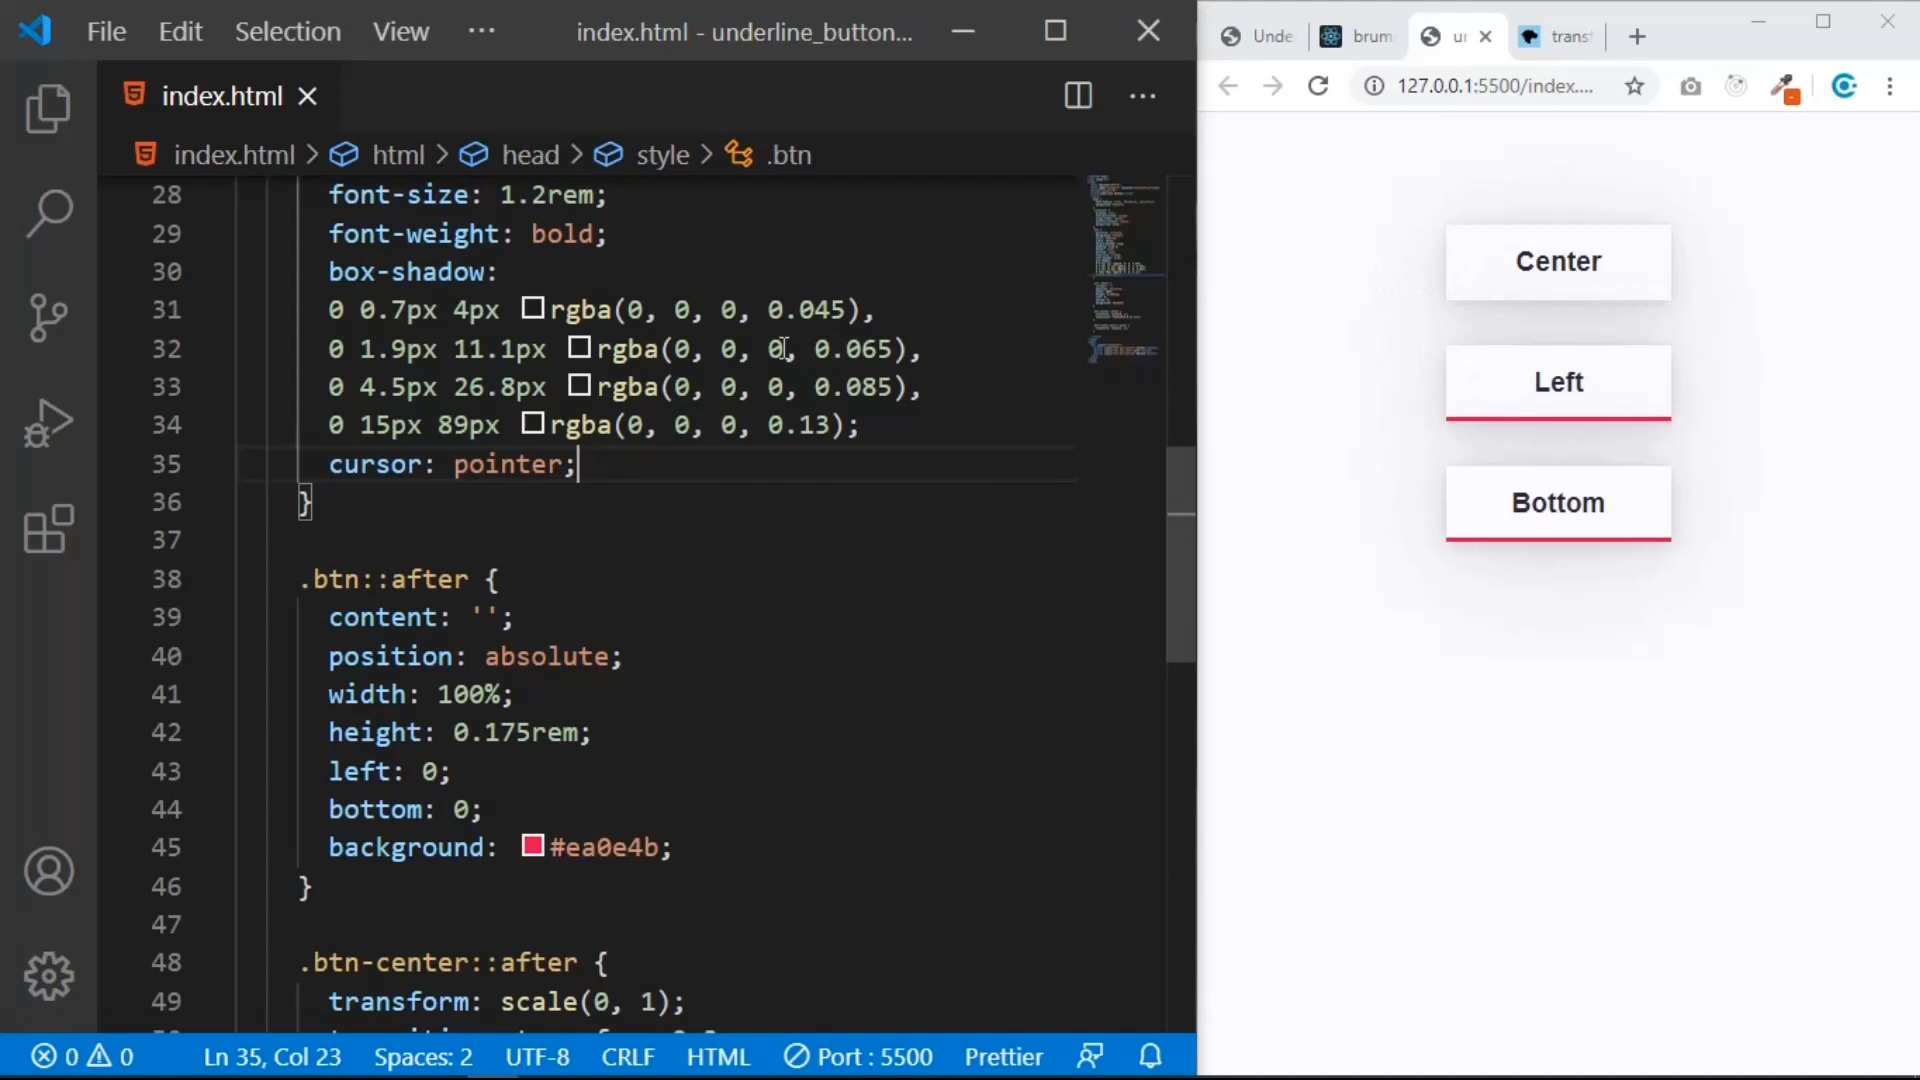 File Edit Selection View ··· index.html - underline_button...
index.html
index.html > html > head > style > .btn
28 font-size: 1.2rem;
29 font-weight: bold;
30 box-shadow:
31 0 0.7px 4px rgba(0, 0, 0, 0.045),
32 0 1.9px 11.1px rgba(0, 0, 0, 0.065),
33 0 4.5px 26.8px rgba(0, 0, 0, 0.085),
34 0 15px 89px rgba(0, 0, 0, 0.13);
35 cursor: pointer;
36 }
37
38 .btn::after {
39 content: '';
40 position: absolute;
41 width: 100%;
42 height: 0.175rem;
43 left: 0;
44 bottom: 0;
45 background: #ea0e4b;
46 }
47
48 .btn-center::after {
49 transform: scale(0, 1);
0 0 Ln 35, Col 23 Spaces: 2 UTF-8 CRLF HTML Port : 5500 Prettier
Unde brum ur trans
127.0.0.1:5500/index....
Center
Left
Bottom